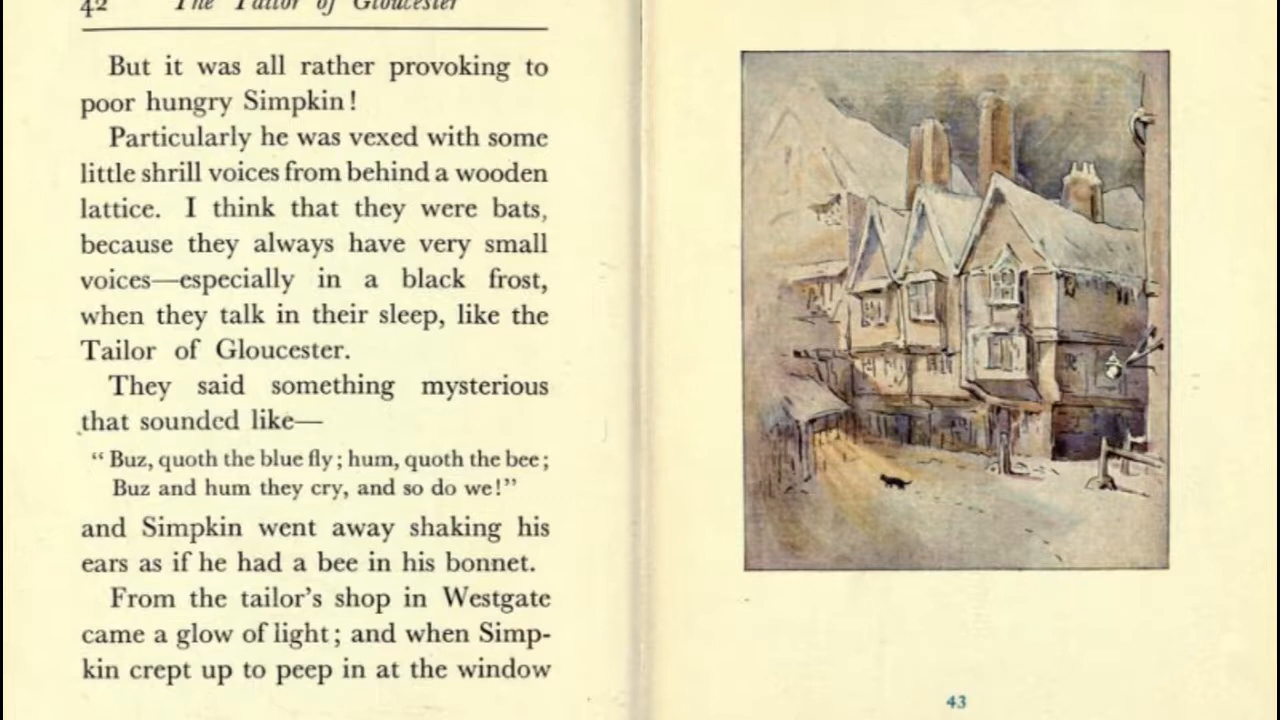 42 The Tailor of Gloucester
But it was all rather provoking to
poor hungry Simpkin!
Particularly he was vexed with some
little shrill voices from behind a wooden
lattice. I think that they were bats,
because they always have very small
voices—especially in a black frost,
when they talk in their sleep, like the
Tailor of Gloucester.
They said something mysterious
that sounded like—
“Buz, quoth the blue fly; hum, quoth the bee;
Buz and hum they cry, and so do we!”
and Simpkin went away shaking his
ears as if he had a bee in his bonnet.
From the tailor's shop in Westgate
came a glow of light; and when Simp-
kin crept up to peep in at the window
43